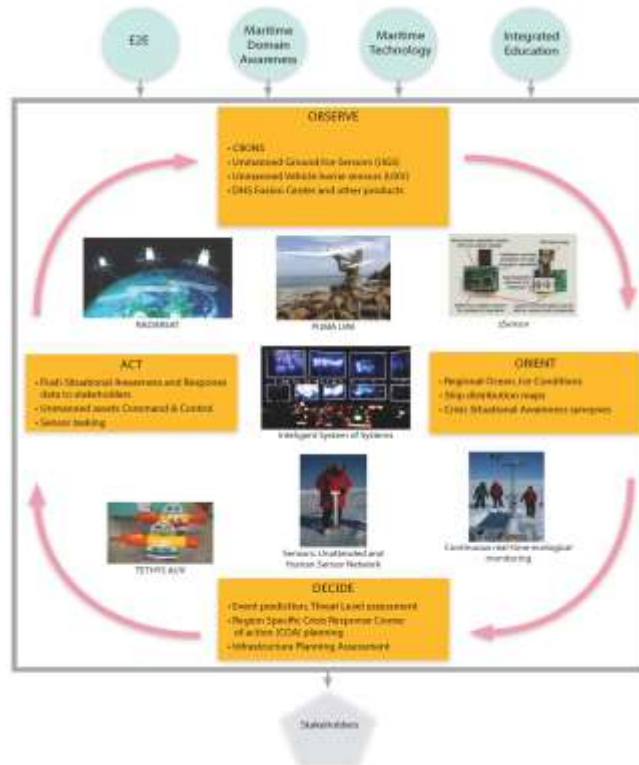 E2E
Maritime
Domain
Awareness
Maritime
Technology
Integrated
Education
OBSERVE
• CBONS
• Unmanned Ground Ice Sensors (UGI)
• Unmanned Vehicle borne sensors (UXV)
• DHS Fusion Center and other products
RADARSAT
PUMA UAV
ACT
• Push Situational Awareness and Response
data to stakeholders
• Unmanned assets Command & Control
• Sensor tasking
Intelligent System of Systems
ORIENT
• Regional Ocean, Ice Conditions
• Ship distribution maps
• Crisis Situational Awareness synopses
TETHYS AUV
Sensors: Unattended and
Human Sensor Network
Continuous real-time ecological
monitoring
DECIDE
• Event prediction, Threat Level assessment
• Region Specific Crisis Response Center
of action (COA) planning
• Infrastructure Planning Assessment
Stakeholders